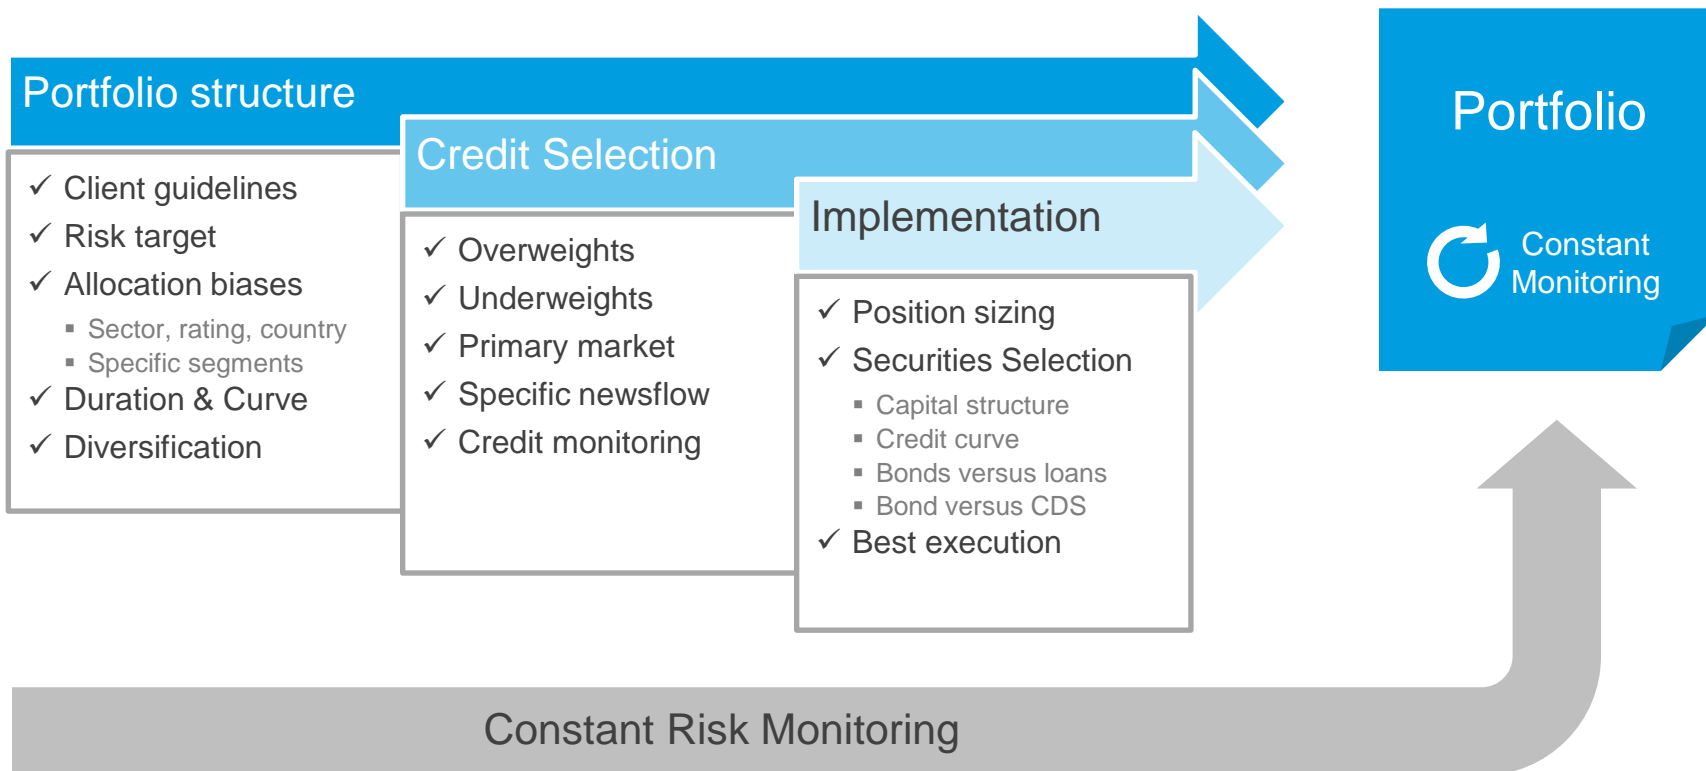 Portfolio structure
✓ Client guidelines
✓ Risk target
✓ Allocation biases
▪ Sector, rating, country
▪ Specific segments
✓ Duration & Curve
✓ Diversification
Credit Selection
✓ Overweights
✓ Underweights
✓ Primary market
✓ Specific newsflow
✓ Credit monitoring
Implementation
✓ Position sizing
✓ Securities Selection
▪ Capital structure
▪ Credit curve
▪ Bonds versus loans
▪ Bond versus CDS
✓ Best execution
Portfolio
Constant
Monitoring
Constant Risk Monitoring